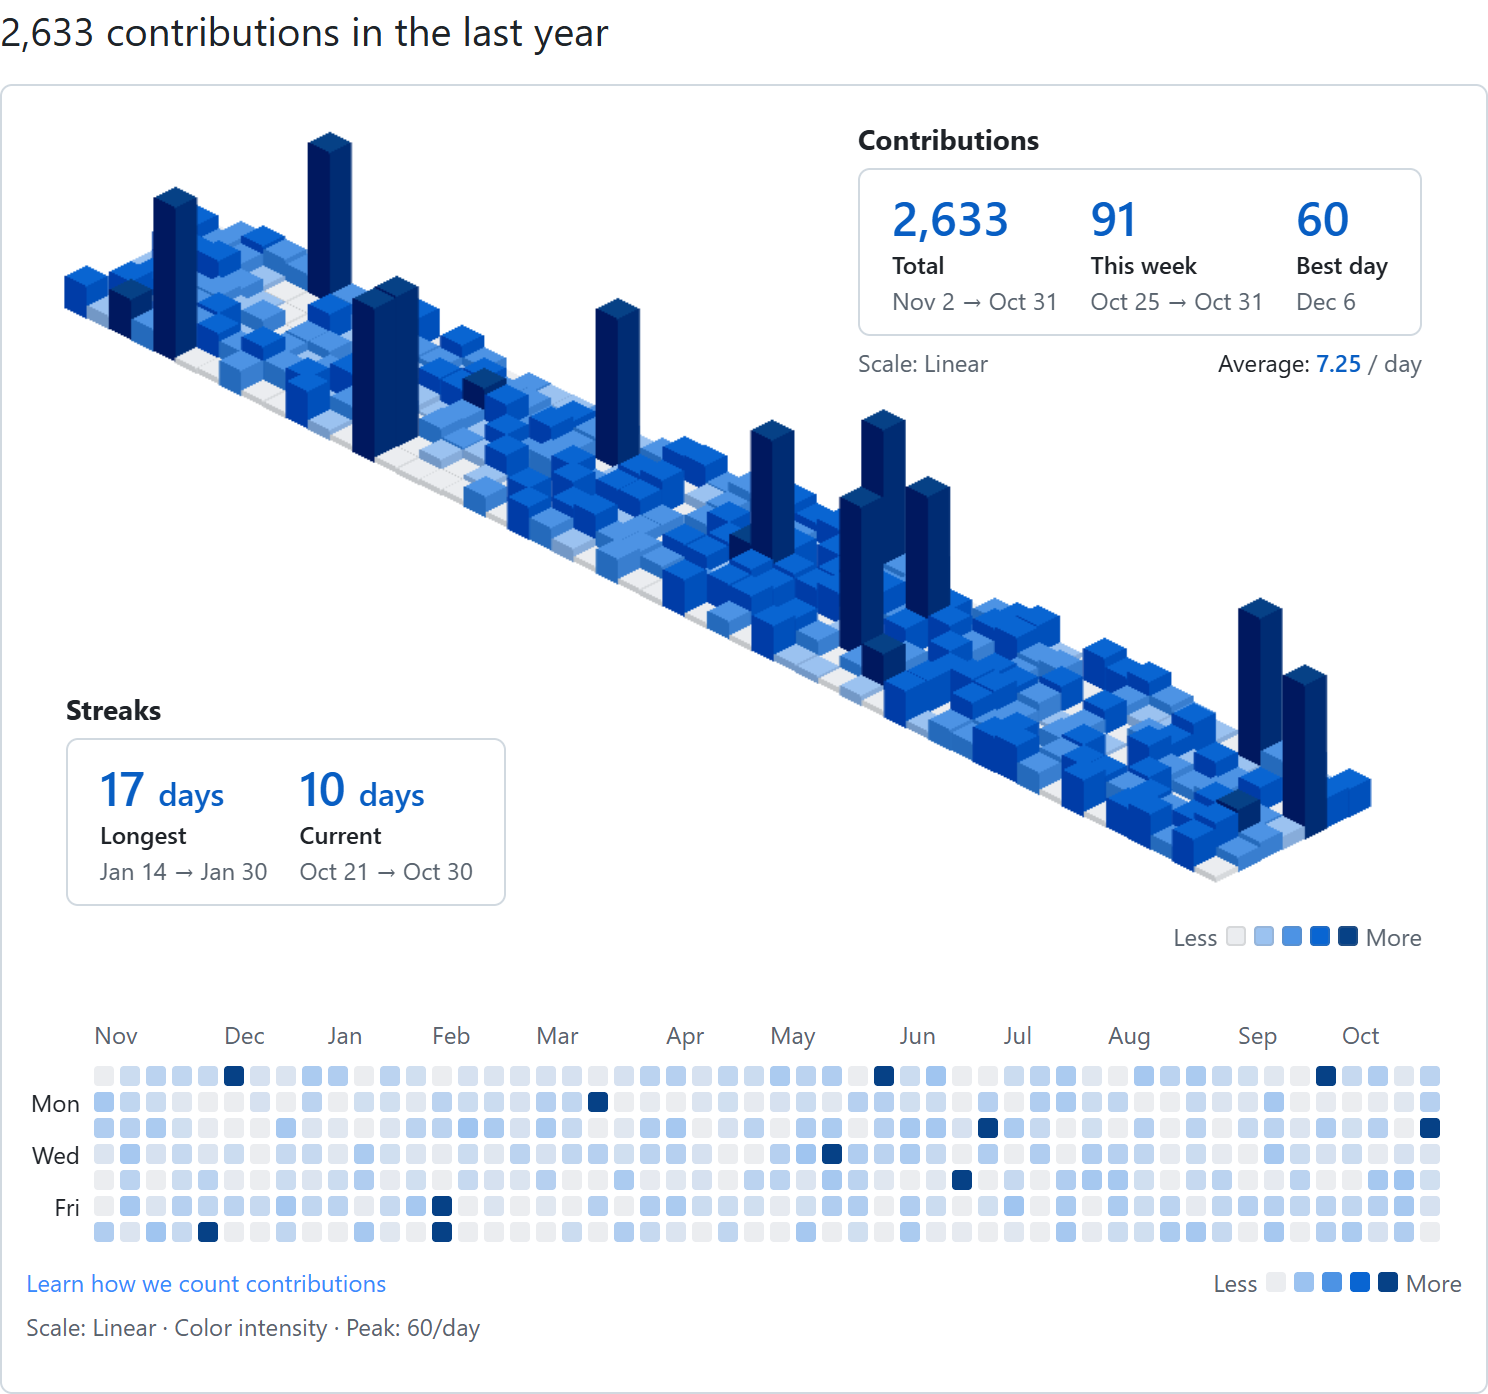 2,633 contributions in the last year
Contributions
2,633 91 60
Total This week Best day
Nov 2 → Oct 31 Oct 25 → Oct 31 Dec 6
Scale: Linear Average: 7.25 / day
Streaks
17 days 10 days
Longest Current
Jan 14 → Jan 30 Oct 21 → Oct 30
Less More
Nov Dec Jan Feb Mar Apr May Jun Jul Aug Sep Oct
Mon
Wed
Fri
Learn how we count contributions Less More
Scale: Linear · Color intensity · Peak: 60/day